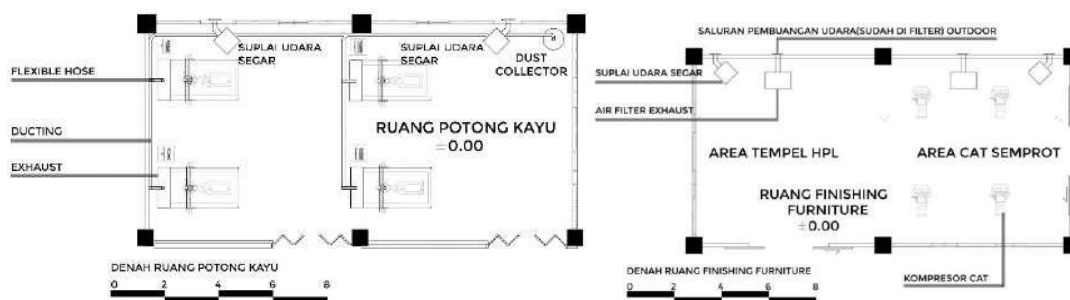 SUPLAI UDARA
SEGAR
SUPLAI UDARA
SEGAR
DUST
COLLECTOR
FLEXIBLE HOSE
DUCTING
EXHAUST
RUANG POTONG KAYU
±0.00
DENAH RUANG POTONG KAYU
0 2 4 6 8
SALURAN PEMBUANGAN UDARA(SUDAH DI FILTER) OUTDOOR
SUPLAI UDARA SEGAR
AIR FILTER EXHAUST
AREA TEMPEL HPL
AREA CAT SEMPROT
RUANG FINISHING
FURNITURE
±0.00
DENAH RUANG FINISHING FURNITURE
KOMPRESOR CAT
0 2 4 6 8